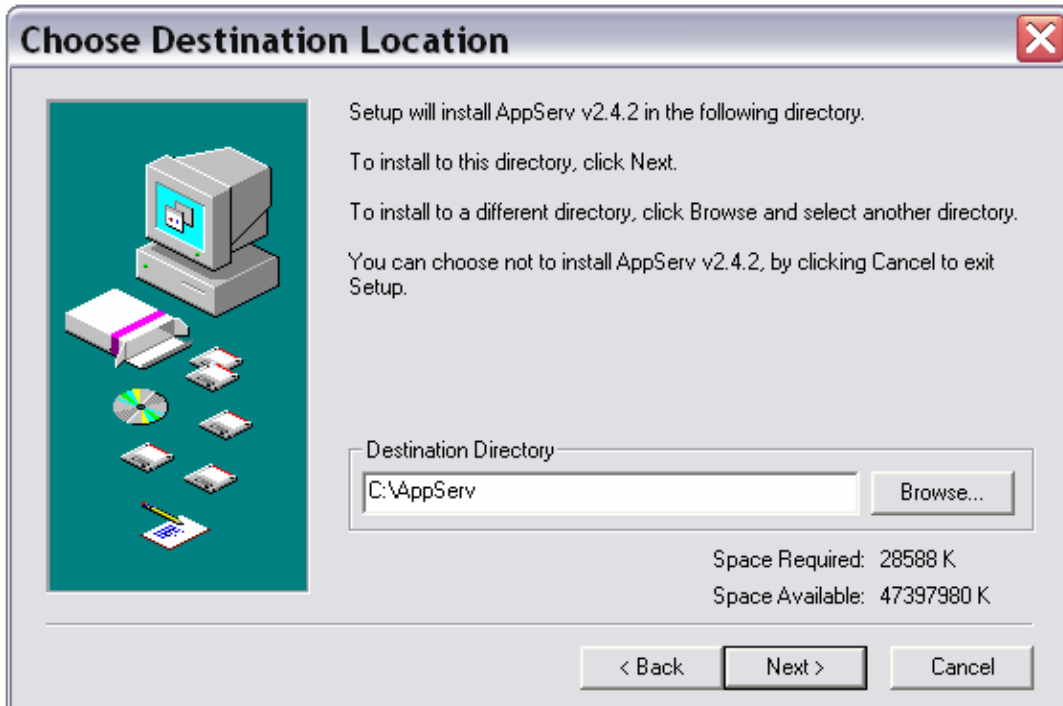 Choose Destination Location
Setup will install AppServ v2.4.2 in the following directory.
To install to this directory, click Next.
To install to a different directory, click Browse and select another directory.
You can choose not to install AppServ v2.4.2, by clicking Cancel to exit
Setup.
Destination Directory
C:\AppServ
Browse...
Space Required: 28588 K
Space Available: 47397980 K
< Back
Next >
Cancel